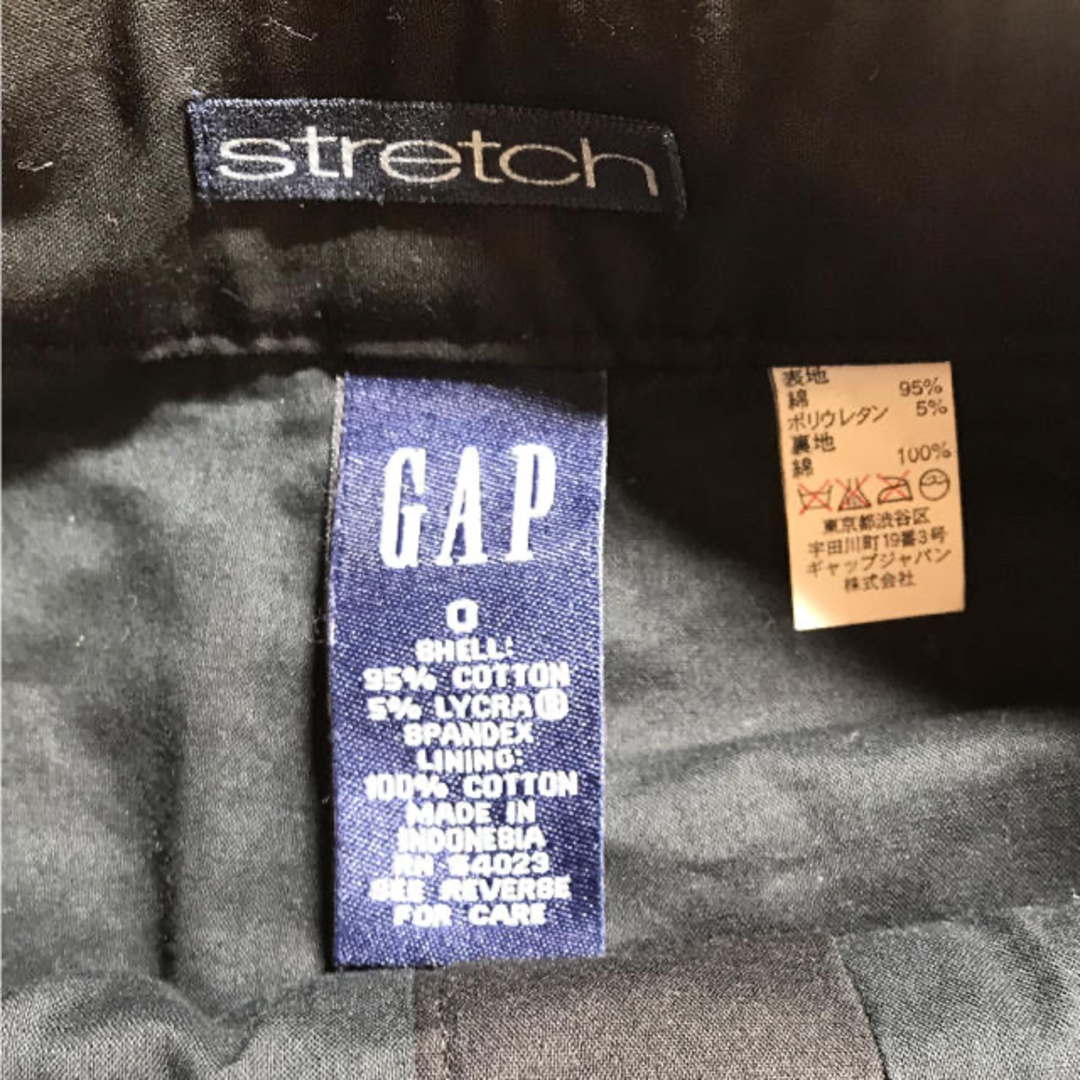 stretch
GAP
0
SHELL:
95% COTTON
5% LYCRA®
SPANDEX
LINING:
100% COTTON
MADE IN
INDONESIA
RN 54023
SEE REVERSE
FOR CARE
表地
綿 95%
ポリウレタン 5%
裏地
綿 100%
東京都渋谷区
宇田川町19番3号
ギャップジャパン
株式会社